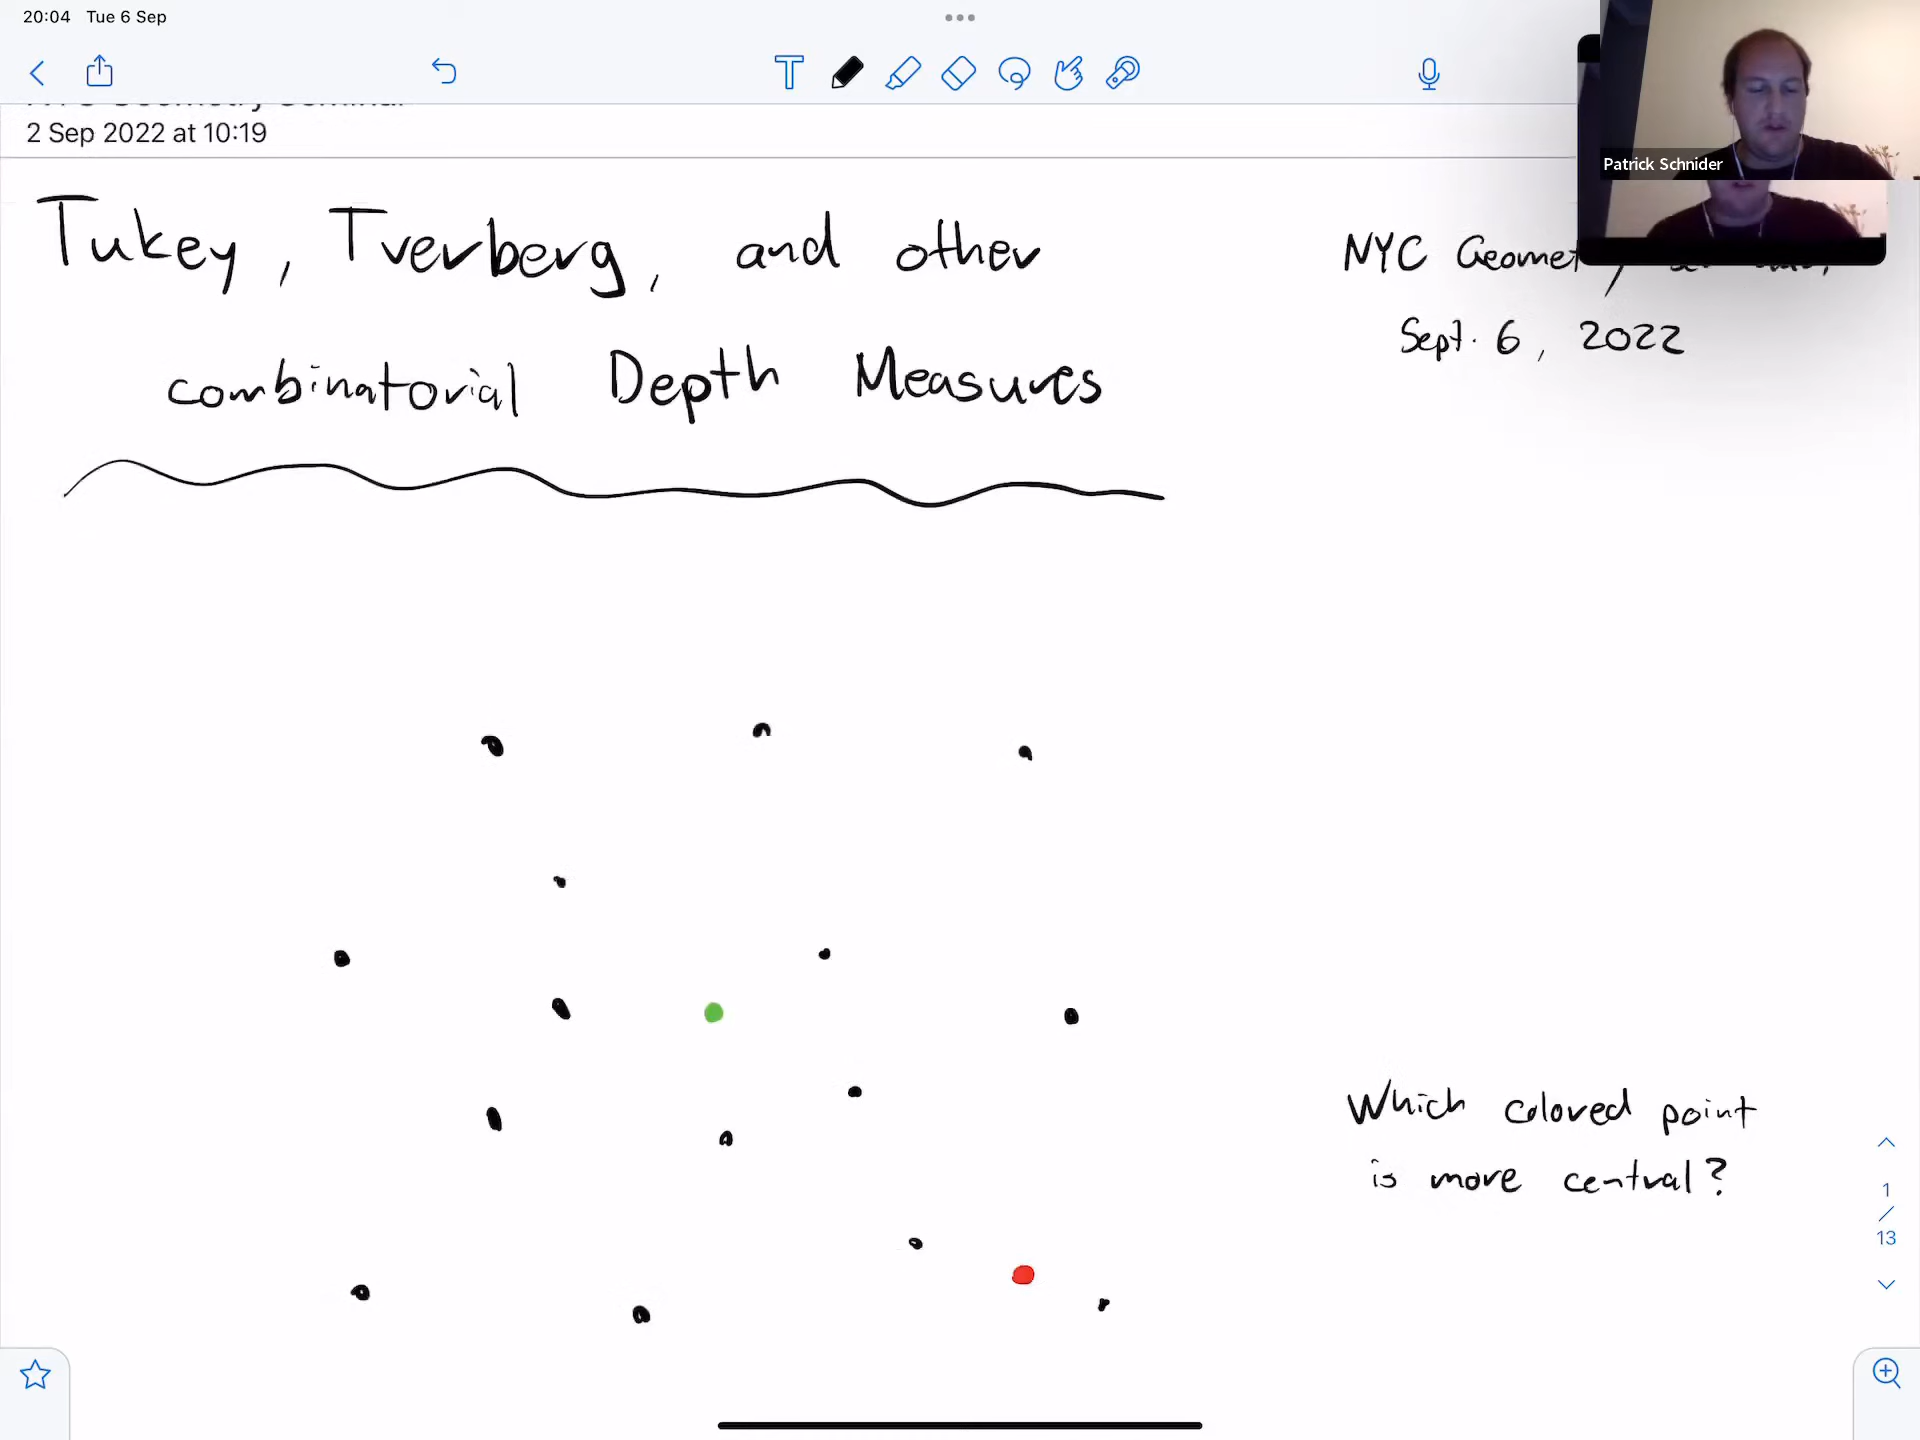 20:04 Tue 6 Sep
2 Sep 2022 at 10:19
Patrick Schnider
Tukey, Tverberg, and other
combinatorial Depth Measures
NYC
Sept. 6, 2022
Which colored point
is more central?
1
/
13